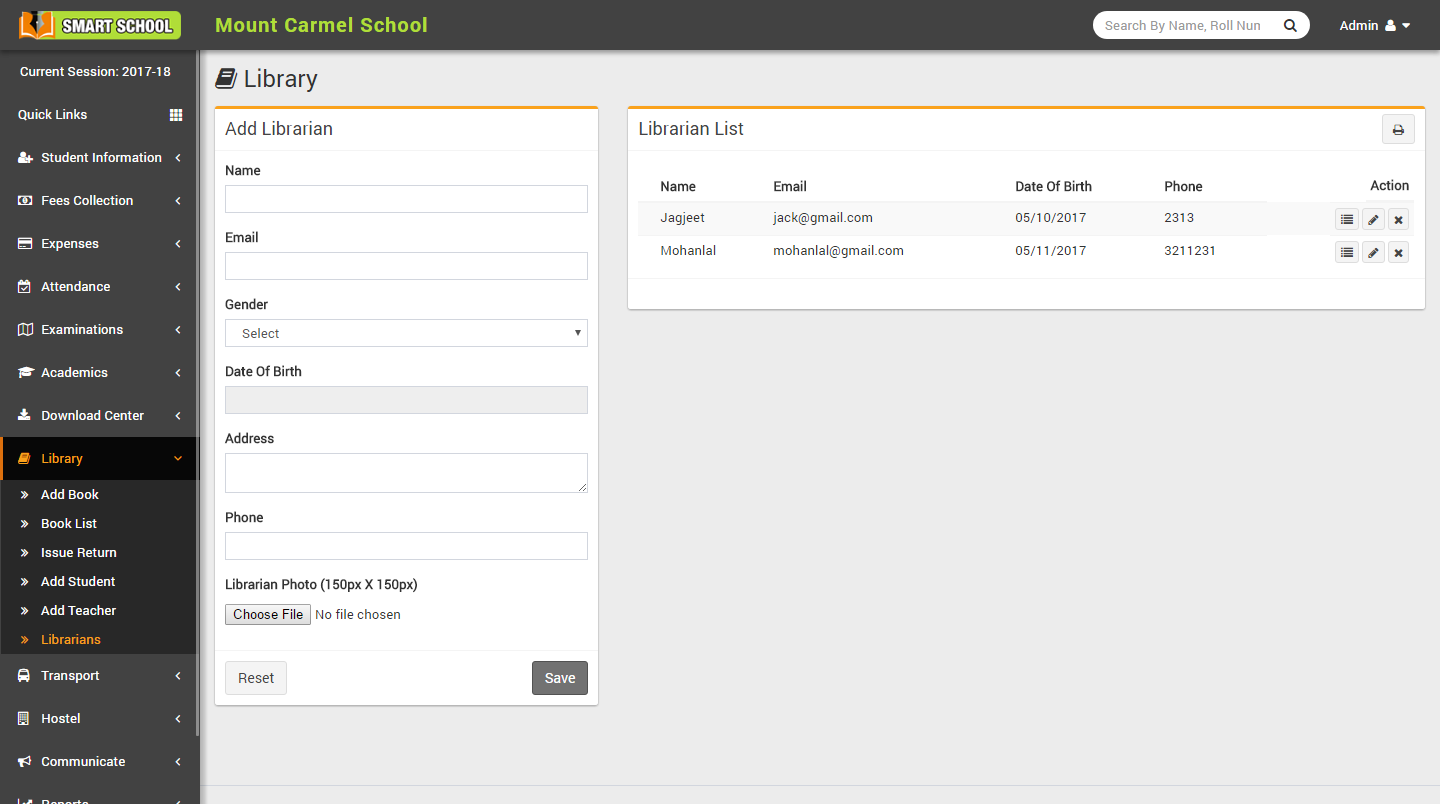 SMART SCHOOL
Mount Carmel School
Search By Name, Roll Nun
Admin
Current Session: 2017-18
Quick Links
Student Information
Fees Collection
Expenses
Attendance
Examinations
Academics
Download Center
Library
Add Book
Book List
Issue Return
Add Student
Add Teacher
Librarians
Transport
Hostel
Communicate
Reports
Library
Add Librarian
Name
Email
Gender
Select
Date Of Birth
Address
Phone
Librarian Photo (150px X 150px)
Choose File No file chosen
Reset Save
Librarian List
Name Email Date Of Birth Phone Action
Jagjeet jack@gmail.com 05/10/2017 2313
Mohanlal mohanlal@gmail.com 05/11/2017 3211231